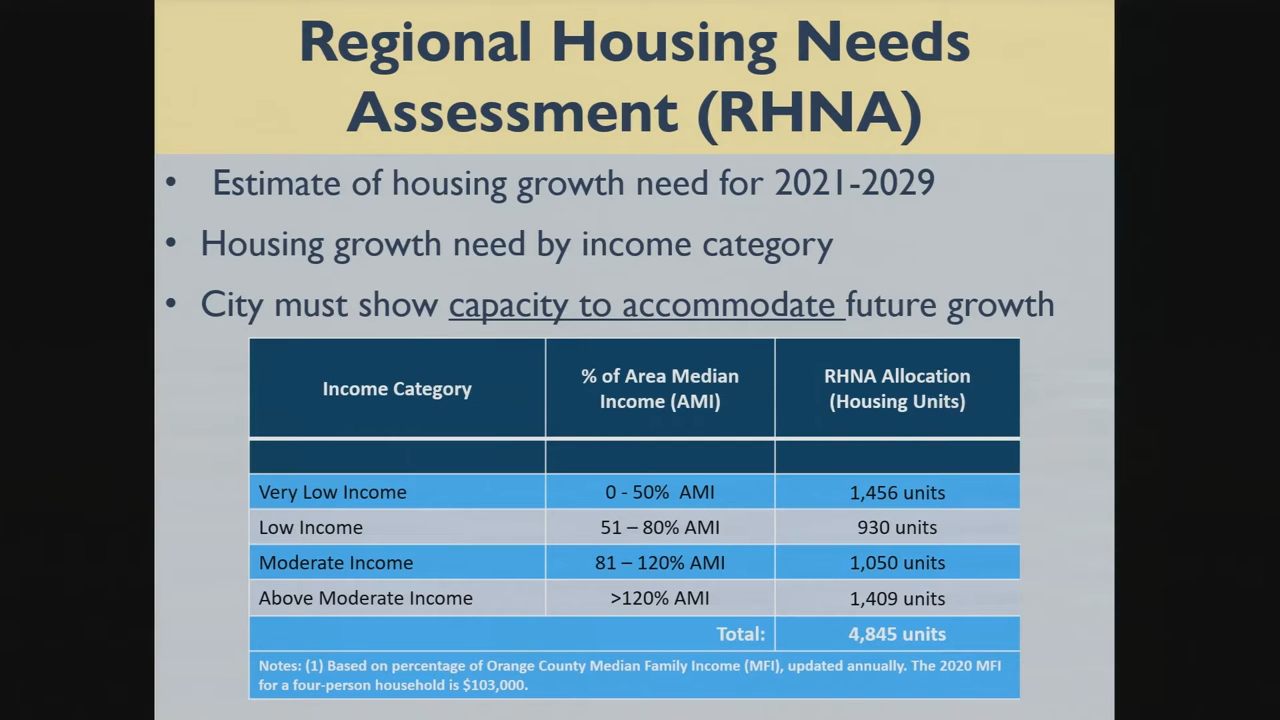 Regional Housing Needs
Assessment (RHNA)
• Estimate of housing growth need for 2021-2029
• Housing growth need by income category
• City must show capacity to accommodate future growth
Income Category
% of Area Median
Income (AMI)
RHNA Allocation
(Housing Units)
Very Low Income 0 - 50% AMI 1,456 units
Low Income 51 – 80% AMI 930 units
Moderate Income 81 – 120% AMI 1,050 units
Above Moderate Income >120% AMI 1,409 units
Total: 4,845 units
Notes: (1) Based on percentage of Orange County Median Family Income (MFI), updated annually. The 2020 MFI
for a four-person household is $103,000.